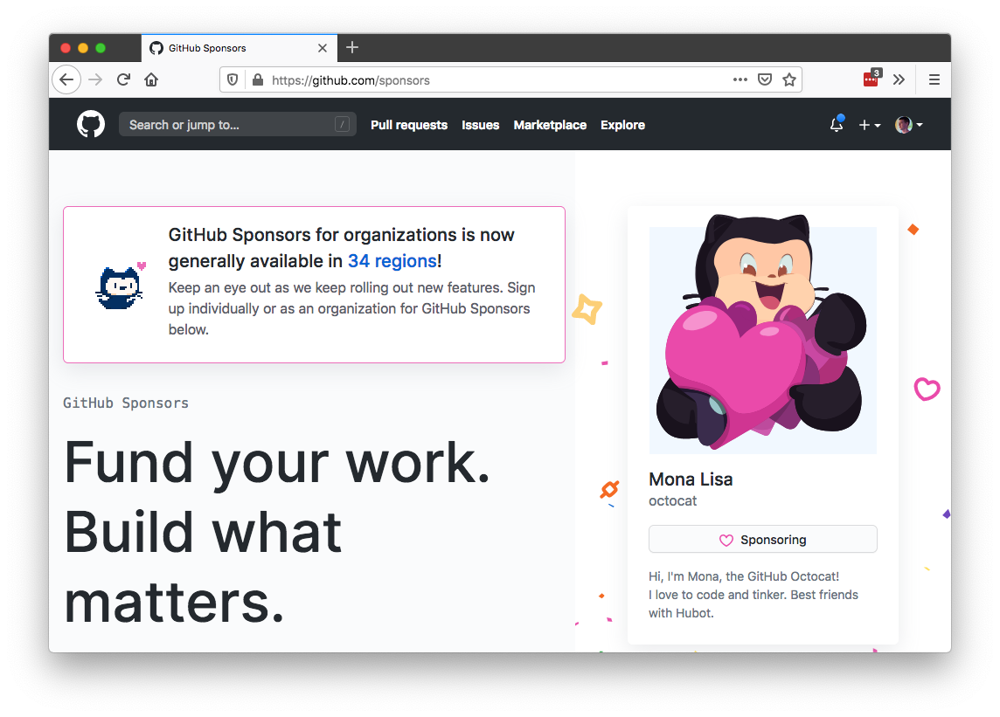 GitHub Sponsors
https://github.com/sponsors
3
Search or jump to...
/
Pull requests
Issues
Marketplace
Explore
GitHub Sponsors for organizations is now
generally available in 34 regions!
Keep an eye out as we keep rolling out new features. Sign
up individually or as an organization for GitHub Sponsors
below.
GitHub Sponsors
Fund your work.
Build what
matters.
Mona Lisa
octocat
Sponsoring
Hi, I'm Mona, the GitHub Octocat!
I love to code and tinker. Best friends
with Hubot.